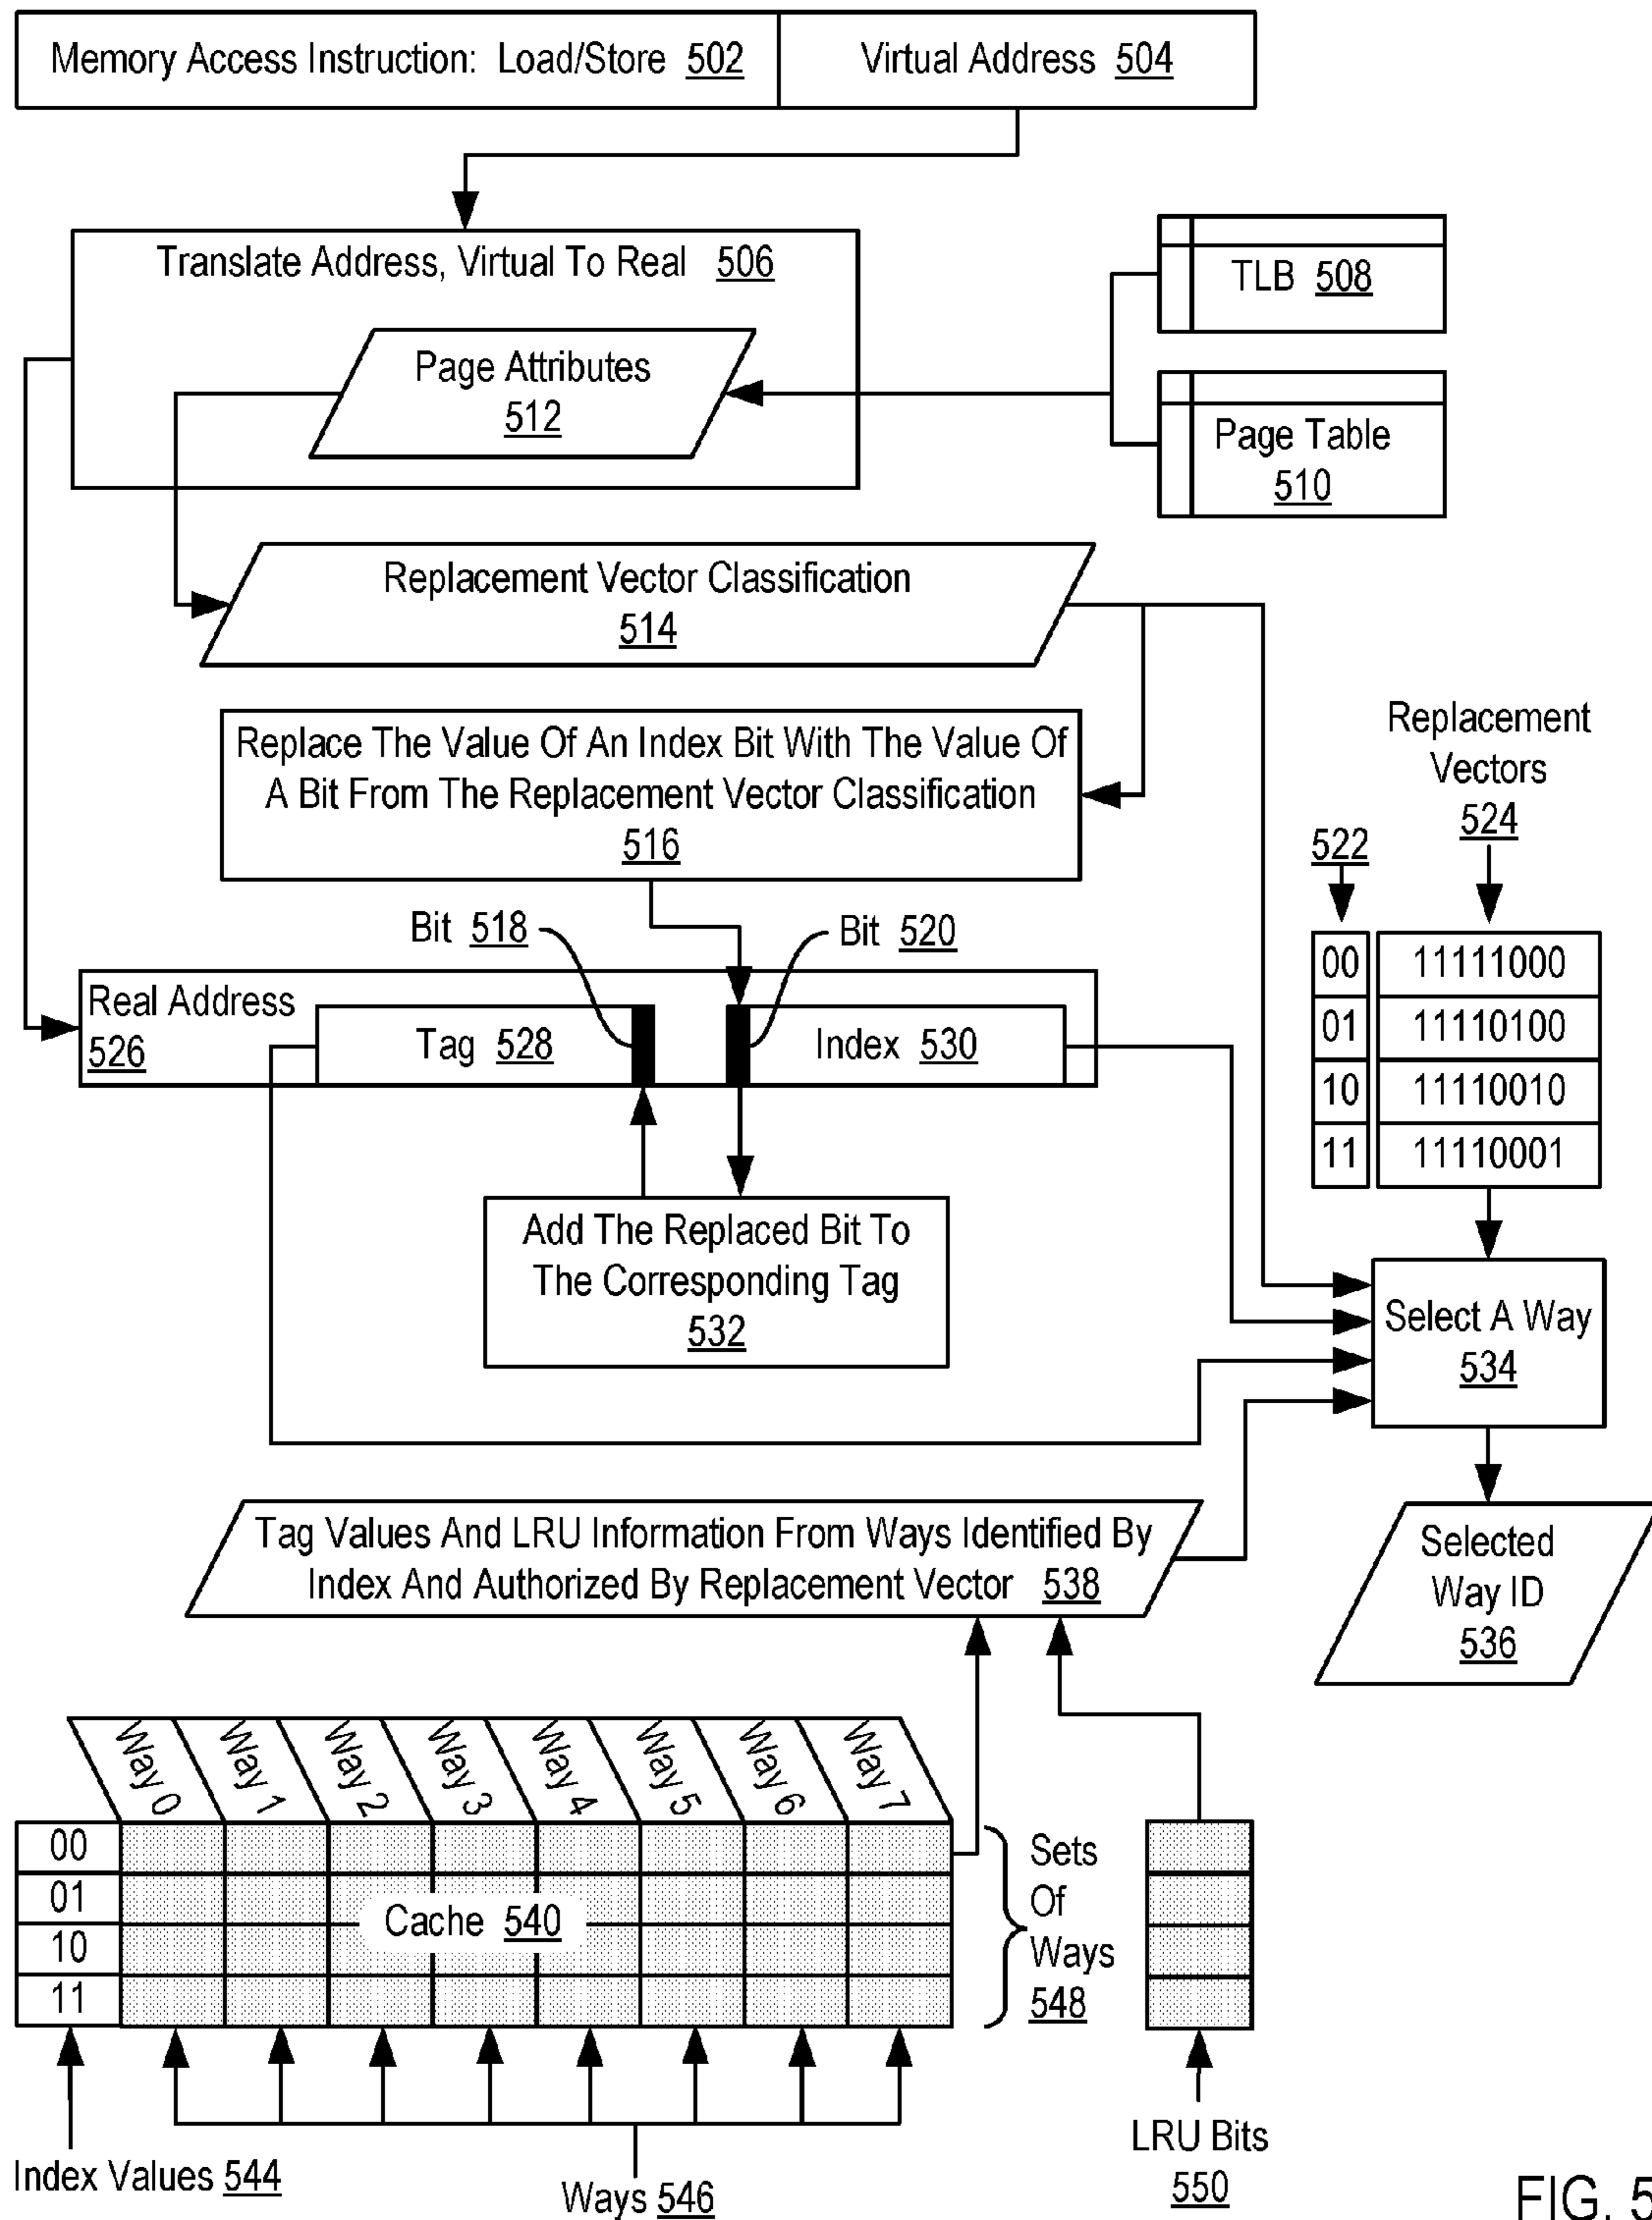 Memory Access Instruction: Load/Store 502
Virtual Address 504
Translate Address, Virtual To Real 506
TLB 508
Page Attributes
512
Page Table
510
Replacement Vector Classification
514
Replace The Value Of An Index Bit With The Value Of
A Bit From The Replacement Vector Classification
516
Replacement
Vectors
524
522
Bit 518
Bit 520
00 11111000
01 11110100
10 11110010
11 11110001
Real Address
526
Tag 528
Index 530
Add The Replaced Bit To
The Corresponding Tag
532
Select A Way
534
Tag Values And LRU Information From Ways Identified By
Index And Authorized By Replacement Vector 538
Selected
Way ID
536
Way 0
Way 1
Way 2
Way 3
Way 4
Way 5
Way 6
Way 7
00
01
10
11
Cache 540
Sets
Of
Ways
548
Index Values 544
Ways 546
LRU Bits
550
FIG. 5